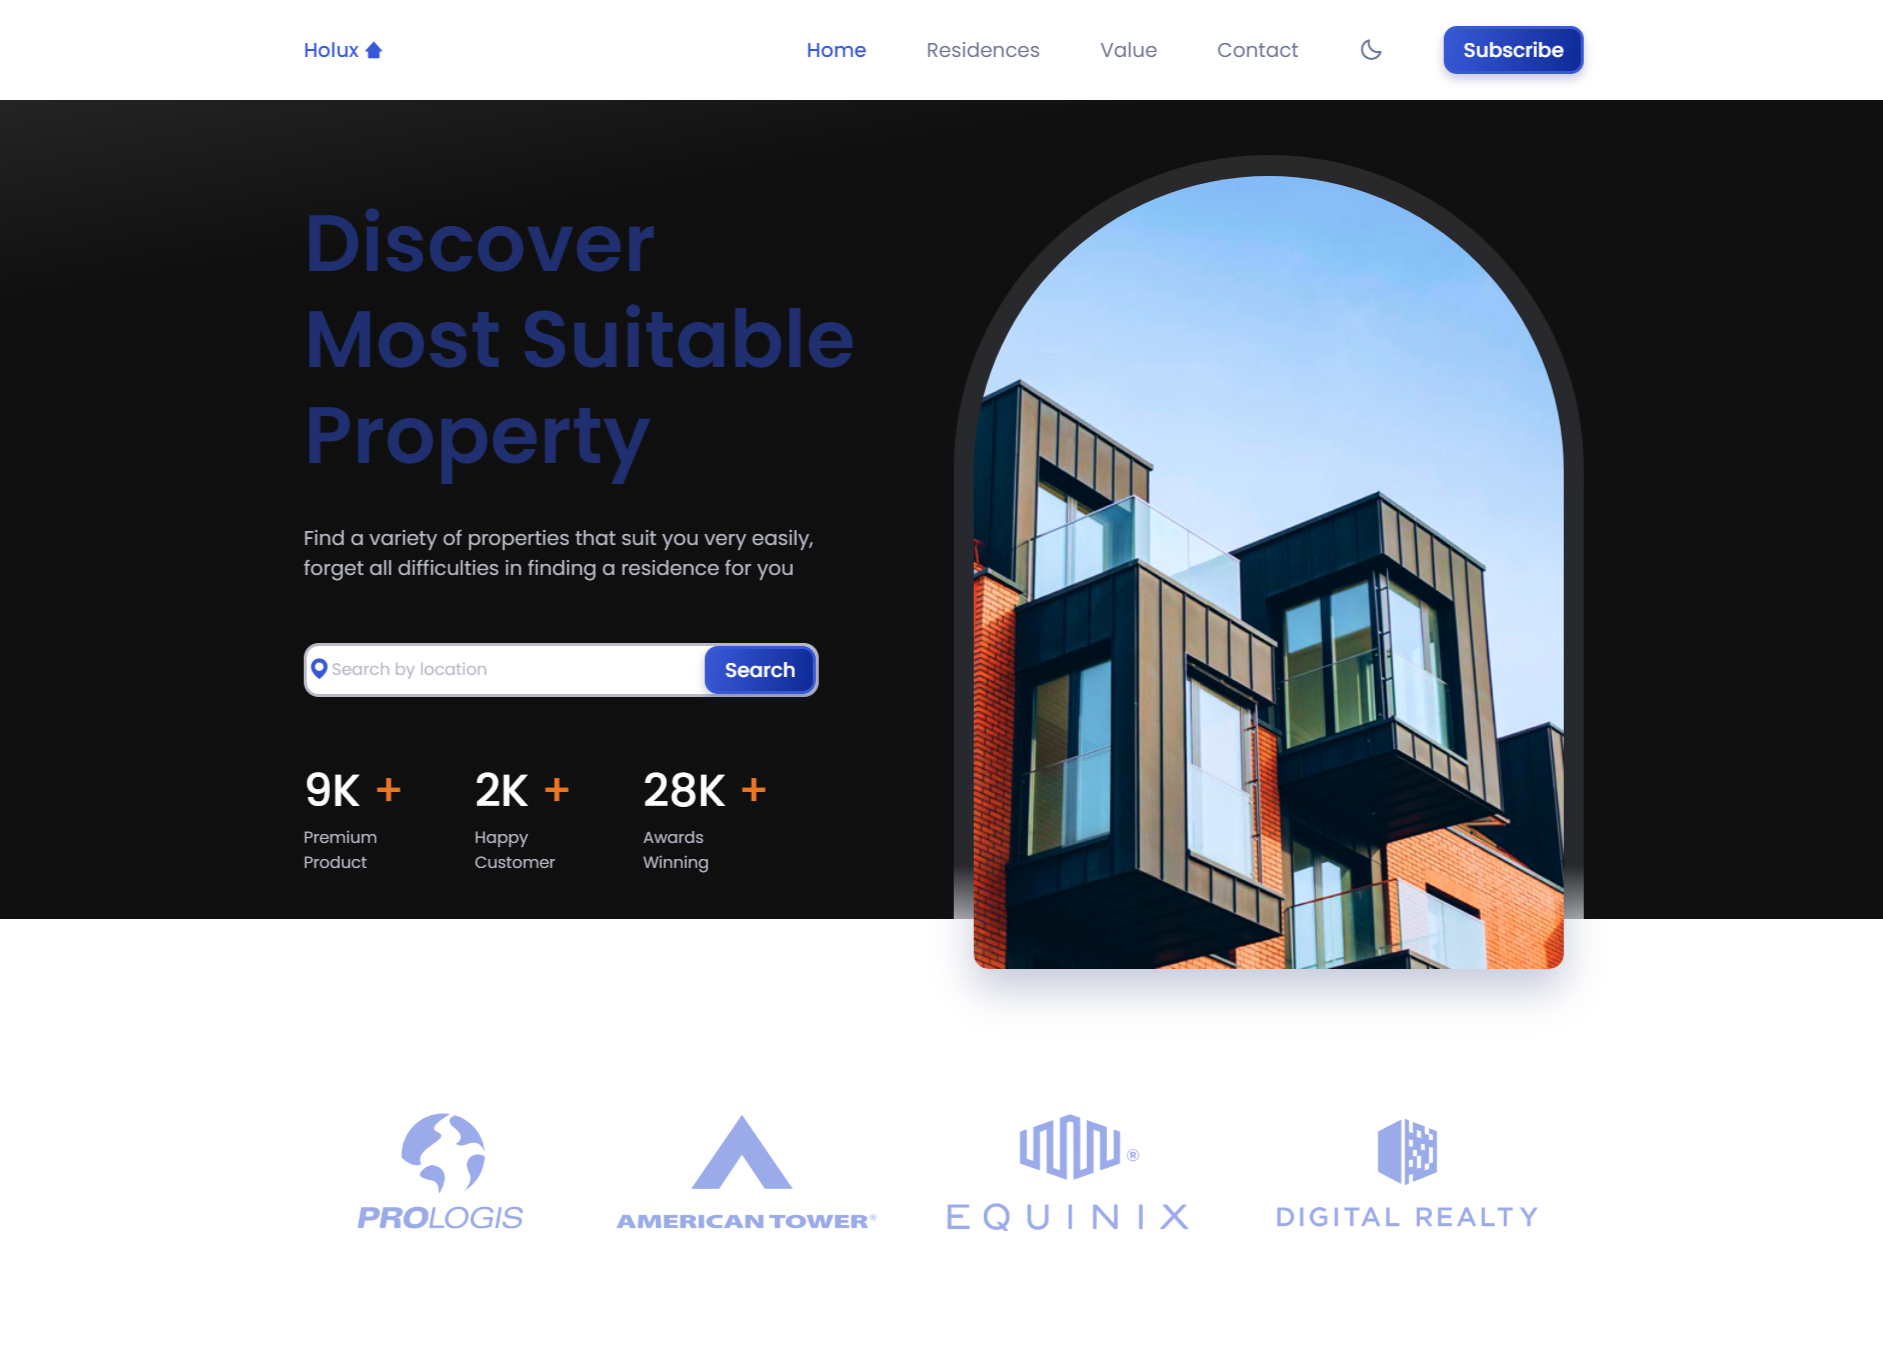 Holux
Home
Residences
Value
Contact
Subscribe
Discover
Most Suitable
Property
Find a variety of properties that suit you very easily,
forget all difficulties in finding a residence for you
Search by location
Search
9K +
Premium
Product
2K +
Happy
Customer
28K +
Awards
Winning
PROLOGIS
AMERICAN TOWER®
EQUINIX®
DIGITAL REALTY